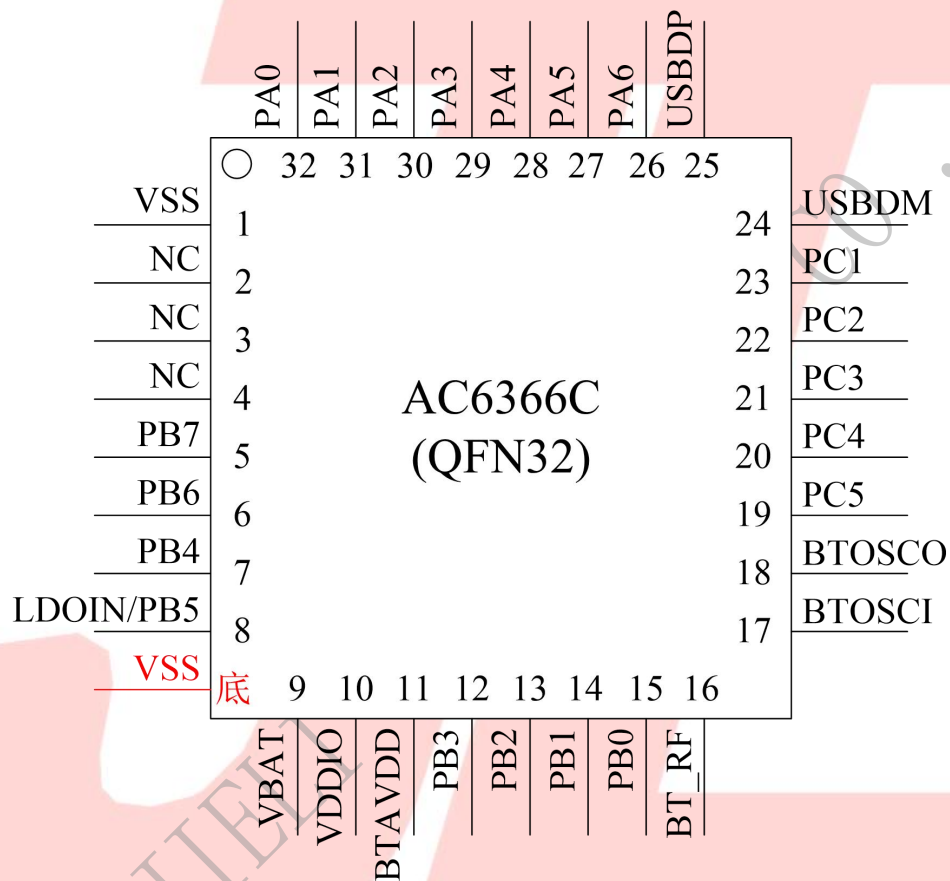 PA0
PA1
PA2
PA3
PA4
PA5
PA6
USBDP
32 31 30 29 28 27 26 25
VSS 1
NC 2
NC 3
NC 4
PB7 5
PB6 6
PB4 7
LDOIN/PB5 8
VSS 底
AC6366C
(QFN32)
24 USBDM
23 PC1
22 PC2
21 PC3
20 PC4
19 PC5
18 BTOSCO
17 BTOSCI
9 10 11 12 13 14 15 16
VBAT
VDDIO
BTAVDD
PB3
PB2
PB1
PB0
BT_RF
CO .